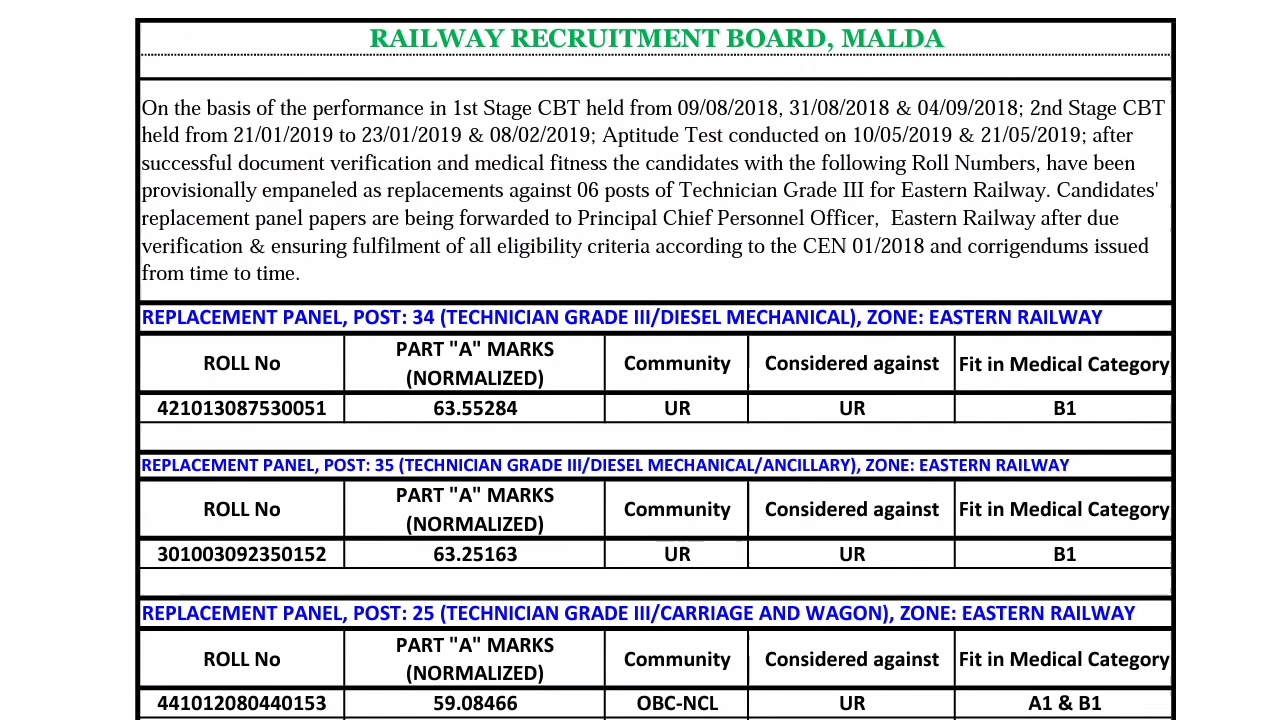 RAILWAY RECRUITMENT BOARD, MALDA
On the basis of the performance in 1st Stage CBT held from 09/08/2018, 31/08/2018 & 04/09/2018; 2nd Stage CBT
held from 21/01/2019 to 23/01/2019 & 08/02/2019; Aptitude Test conducted on 10/05/2019 & 21/05/2019; after
successful document verification and medical fitness the candidates with the following Roll Numbers, have been
provisionally empaneled as replacements against 06 posts of Technician Grade III for Eastern Railway. Candidates'
replacement panel papers are being forwarded to Principal Chief Personnel Officer,  Eastern Railway after due
verification & ensuring fulfilment of all eligibility criteria according to the CEN 01/2018 and corrigendums issued
from time to time.
REPLACEMENT PANEL, POST: 34 (TECHNICIAN GRADE III/DIESEL MECHANICAL), ZONE: EASTERN RAILWAY
ROLL No PART "A" MARKS (NORMALIZED) Community Considered against Fit in Medical Category
421013087530051 63.55284 UR UR B1
REPLACEMENT PANEL, POST: 35 (TECHNICIAN GRADE III/DIESEL MECHANICAL/ANCILLARY), ZONE: EASTERN RAILWAY
ROLL No PART "A" MARKS (NORMALIZED) Community Considered against Fit in Medical Category
301003092350152 63.25163 UR UR B1
REPLACEMENT PANEL, POST: 25 (TECHNICIAN GRADE III/CARRIAGE AND WAGON), ZONE: EASTERN RAILWAY
ROLL No PART "A" MARKS (NORMALIZED) Community Considered against Fit in Medical Category
441012080440153 59.08466 OBC-NCL UR A1 & B1